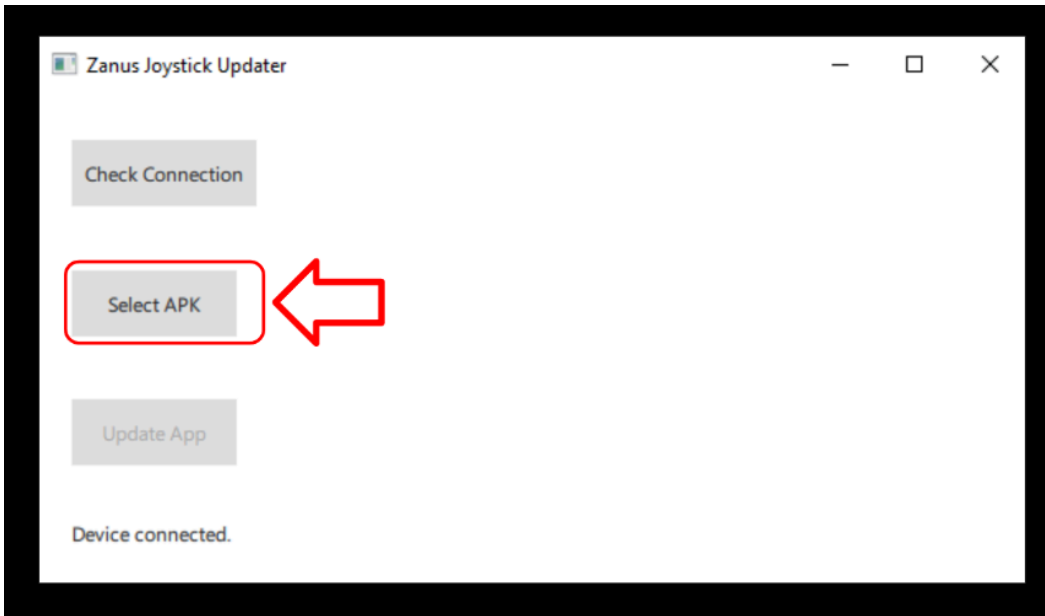 Zanus Joystick Updater
Check Connection
Select APK
Update App
Device connected.